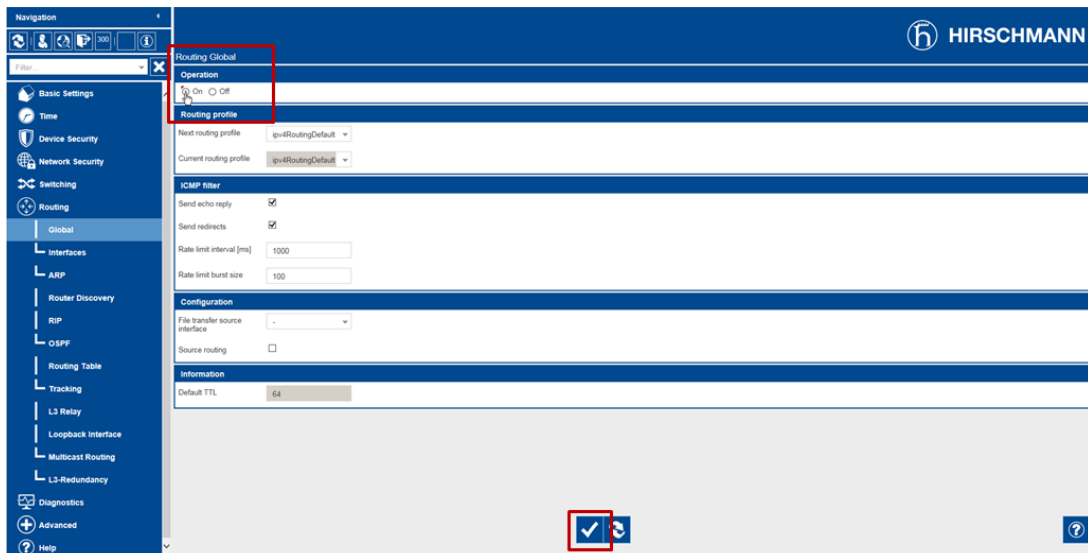 Navigation
300
Filter...
Basic Settings
Time
Device Security
Network Security
Switching
Routing
Global
Interfaces
ARP
Router Discovery
RIP
OSPF
Routing Table
Tracking
L3 Relay
Loopback Interface
Multicast Routing
L3-Redundancy
Diagnostics
Advanced
Help
HIRSCHMANN
Routing Global
Operation
On Off
Routing profile
Next routing profile ipv4RoutingDefault
Current routing profile ipv4RoutingDefault
ICMP filter
Send echo reply
Send redirects
Rate limit interval [ms] 1000
Rate limit burst size 100
Configuration
File transfer source
interface -
Source routing
Information
Default TTL 64